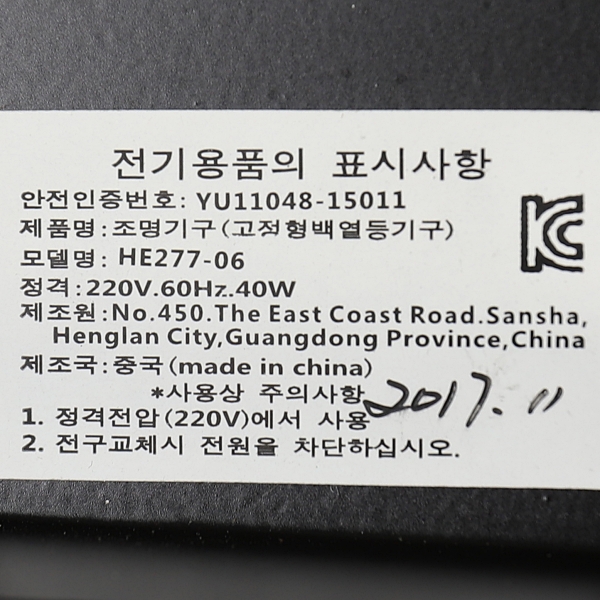 전기용품의 표시사항
안전인증번호: YU11048-15011
제품명:조명기구(고정형백열등기구)
모델명: HE277-06
정격:220V.60Hz.40W
제조원:No.450.The East Coast Road.Sansha,
Henglan City,Guangdong Province,China
제조국:중국(made in china)
*사용상 주의사항
2017. 11
1. 정격전압(220V)에서 사용
2. 전구교체시 전원을 차단하십시오.
KC